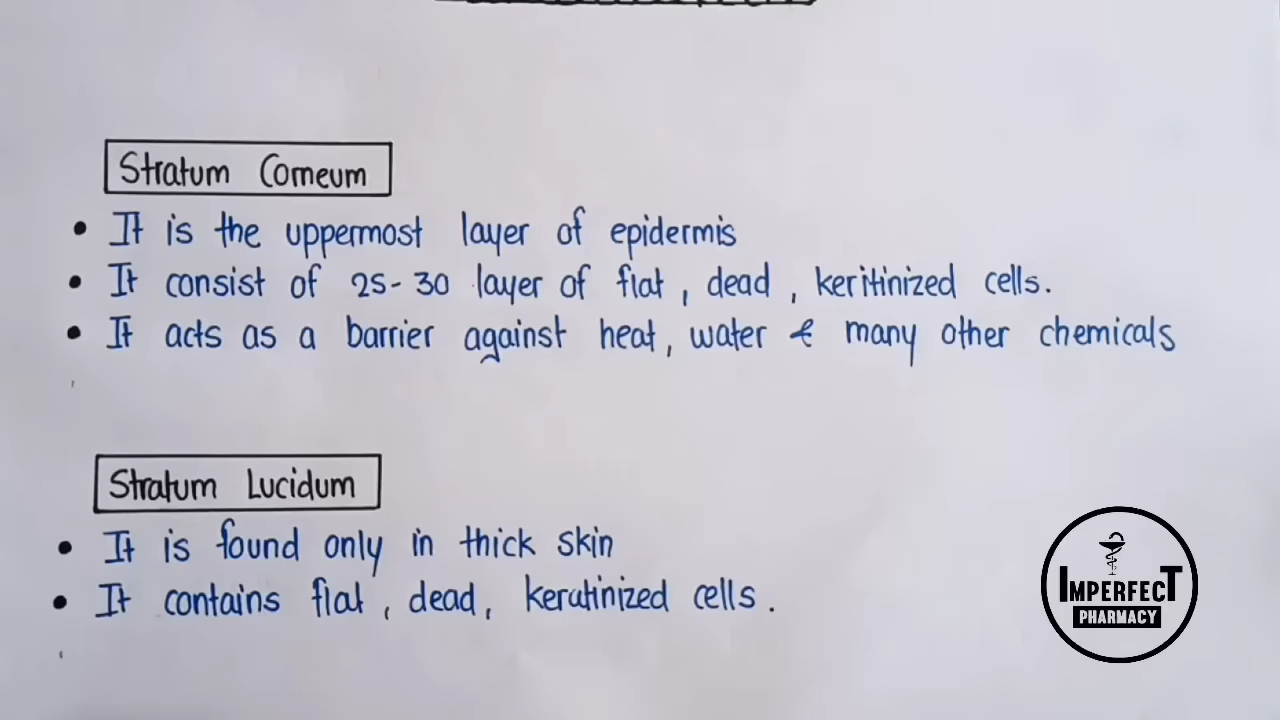 Stratum Corneum
• It is the uppermost layer of epidermis
• It consist of 25-30 layer of flat, dead, keritinized cells.
• It acts as a barrier against heat, water & many other chemicals
Stratum Lucidum
• It is found only in thick skin
• It contains flat, dead, keratinized cells.
IMPERFECT
PHARMACY